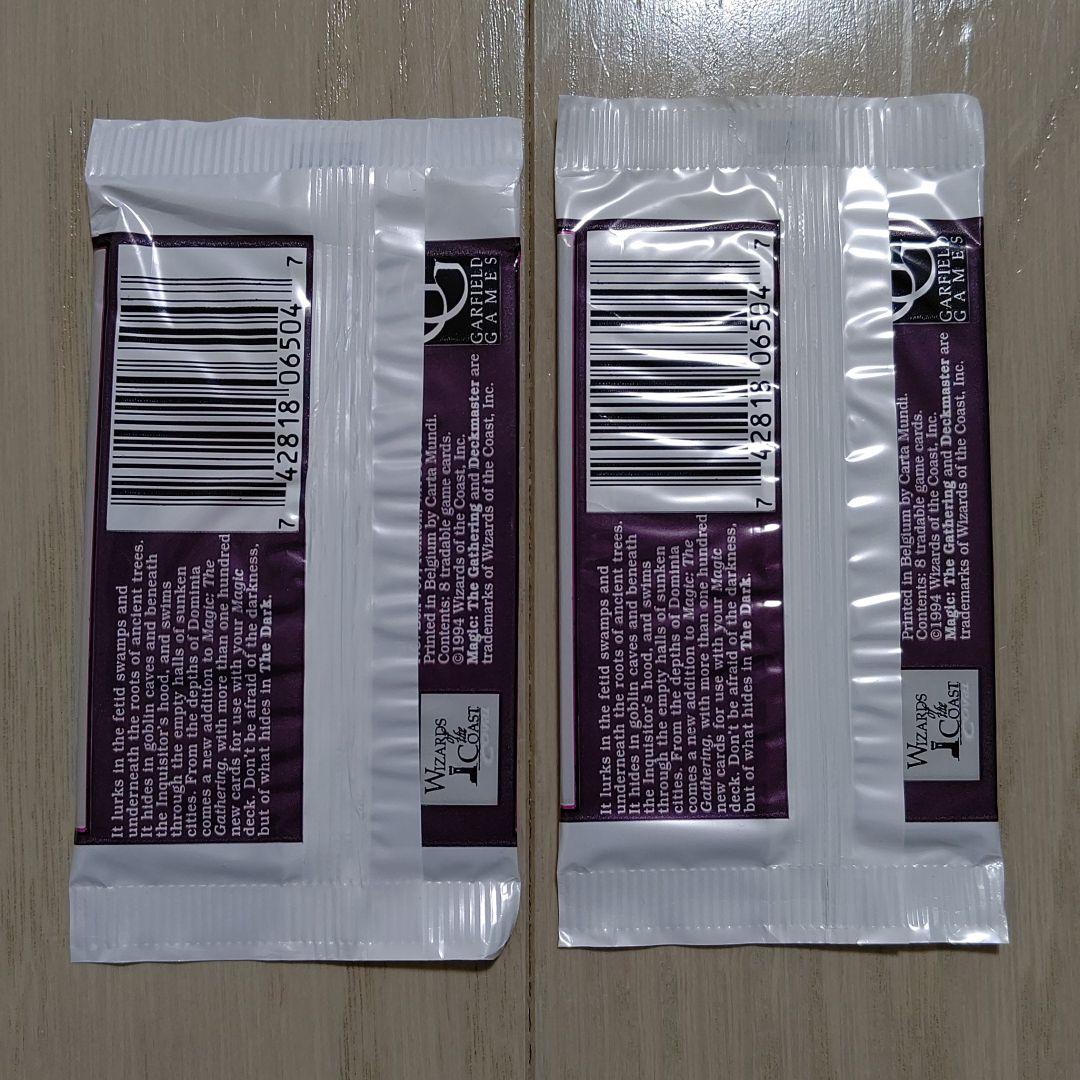 7 42818 06504 7
It lurks in the fetid swamps and
underneath the roots of ancient trees.
It hides in goblin caves and beneath
the Inquisitor's hood, and swims
through the empty halls of sunken
cities. From the depths of Dominia
comes a new addition to Magic: The
Gathering, with more than one hundred
new cards for use with your Magic
deck. Don't be afraid of the darkness,
but of what hides in The Dark.
GARFIELD
GAMES
Printed in Belgium by Carta Mundi.
Contents: 8 tradable game cards.
©1994 Wizards of the Coast, Inc.
Magic: The Gathering and Deckmaster are
trademarks of Wizards of the Coast, Inc.
WIZARDS
of the
COAST
7 42818 06504 7
It lurks in the fetid swamps and
underneath the roots of ancient trees.
It hides in goblin caves and beneath
the Inquisitor's hood, and swims
through the empty halls of sunken
cities. From the depths of Dominia
comes a new addition to Magic: The
Gathering, with more than one hundred
new cards for use with your Magic
deck. Don't be afraid of the darkness,
but of what hides in The Dark.
GARFIELD
GAMES
Printed in Belgium by Carta Mundi.
Contents: 8 tradable game cards.
©1994 Wizards of the Coast, Inc.
Magic: The Gathering and Deckmaster are
trademarks of Wizards of the Coast, Inc.
WIZARDS
of the
COAST